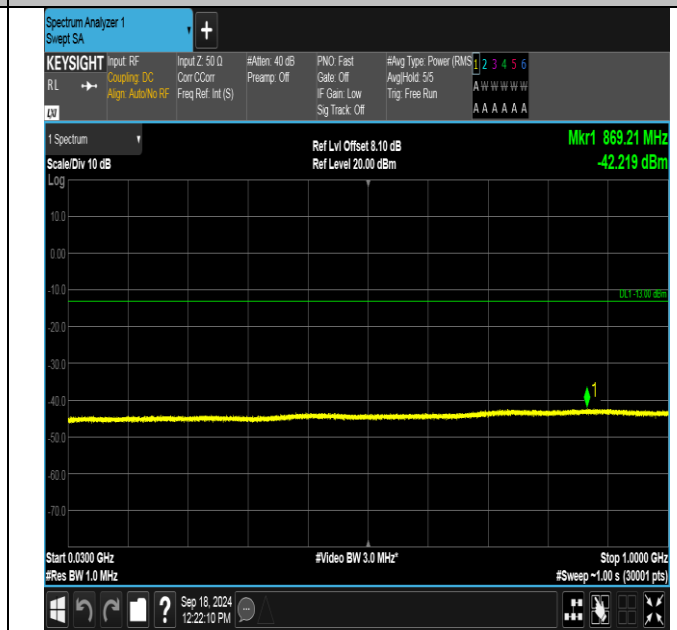 Spectrum Analyzer 1
Swept SA
+
KEYSIGHT
RL
LXI
Input: RF
Coupling: DC
Align: Auto/No RF
Input Z: 50 Ω
Corr CCorr
Freq Ref: Int (S)
#Atten: 40 dB
Preamp: Off
PNO: Fast
Gate: Off
IF Gain: Low
Sig Track: Off
#Avg Type: Power (RMS
Avg|Hold: 5/5
Trig: Free Run
1 2 3 4 5 6
A W W W W W
A A A A A A
1 Spectrum
Scale/Div 10 dB
Ref Lvl Offset 8.10 dB
Ref Level 20.00 dBm
Mkr1 869.21 MHz
-42.219 dBm
Log
10.0
0.00
-10.0
DL1 -13.00 dBm
-20.0
-30.0
-40.0
1
-50.0
-60.0
-70.0
Start 0.0300 GHz
#Res BW 1.0 MHz
#Video BW 3.0 MHz*
Stop 1.0000 GHz
#Sweep ~1.00 s (30001 pts)
?
Sep 18, 2024
12:22:10 PM